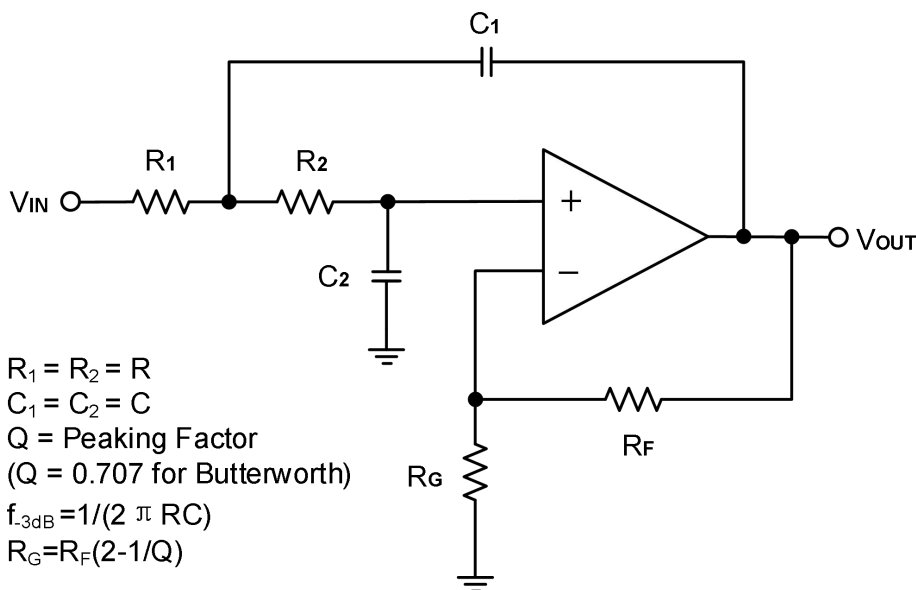 C1
R1
R2
VIN
+
VOUT
−
C2
R1 = R2 = R
C1 = C2 = C
Q = Peaking Factor
RF
(Q = 0.707 for Butterworth)
RG
f-3dB =1/(2 π RC)
RG=RF(2-1/Q)